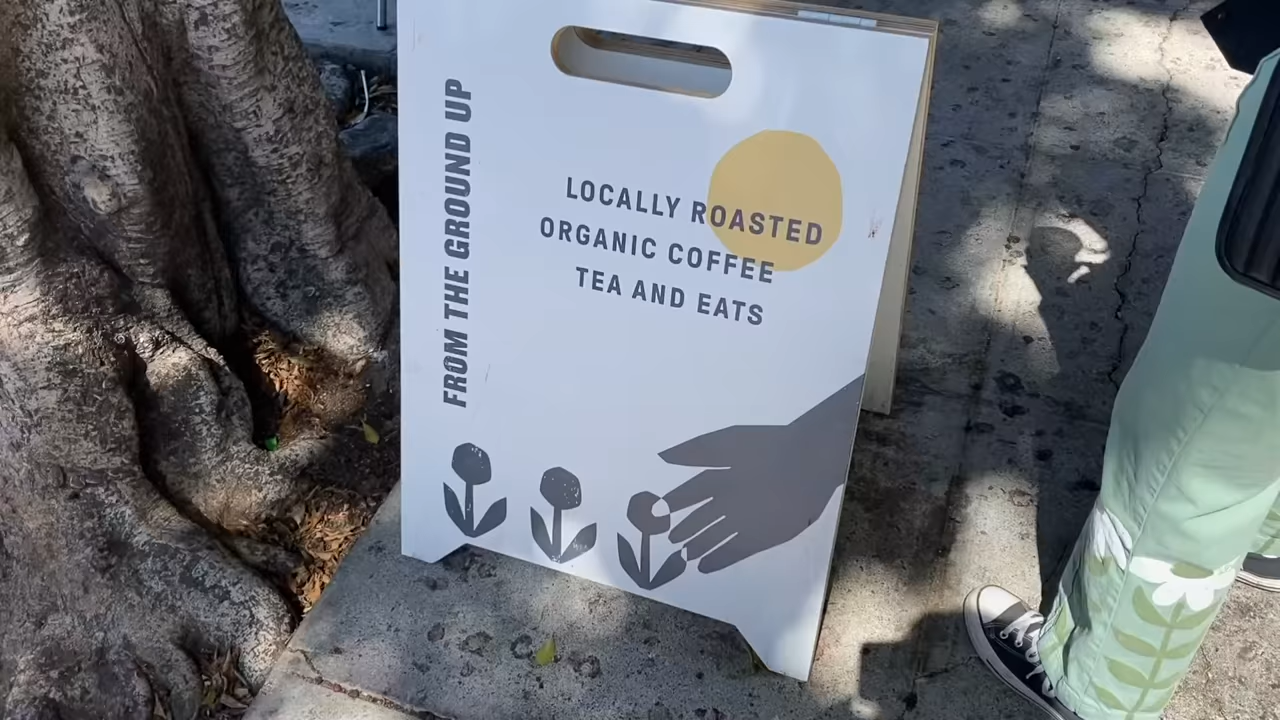 FROM THE GROUND UP
LOCALLY ROASTED
ORGANIC COFFEE
TEA AND EATS